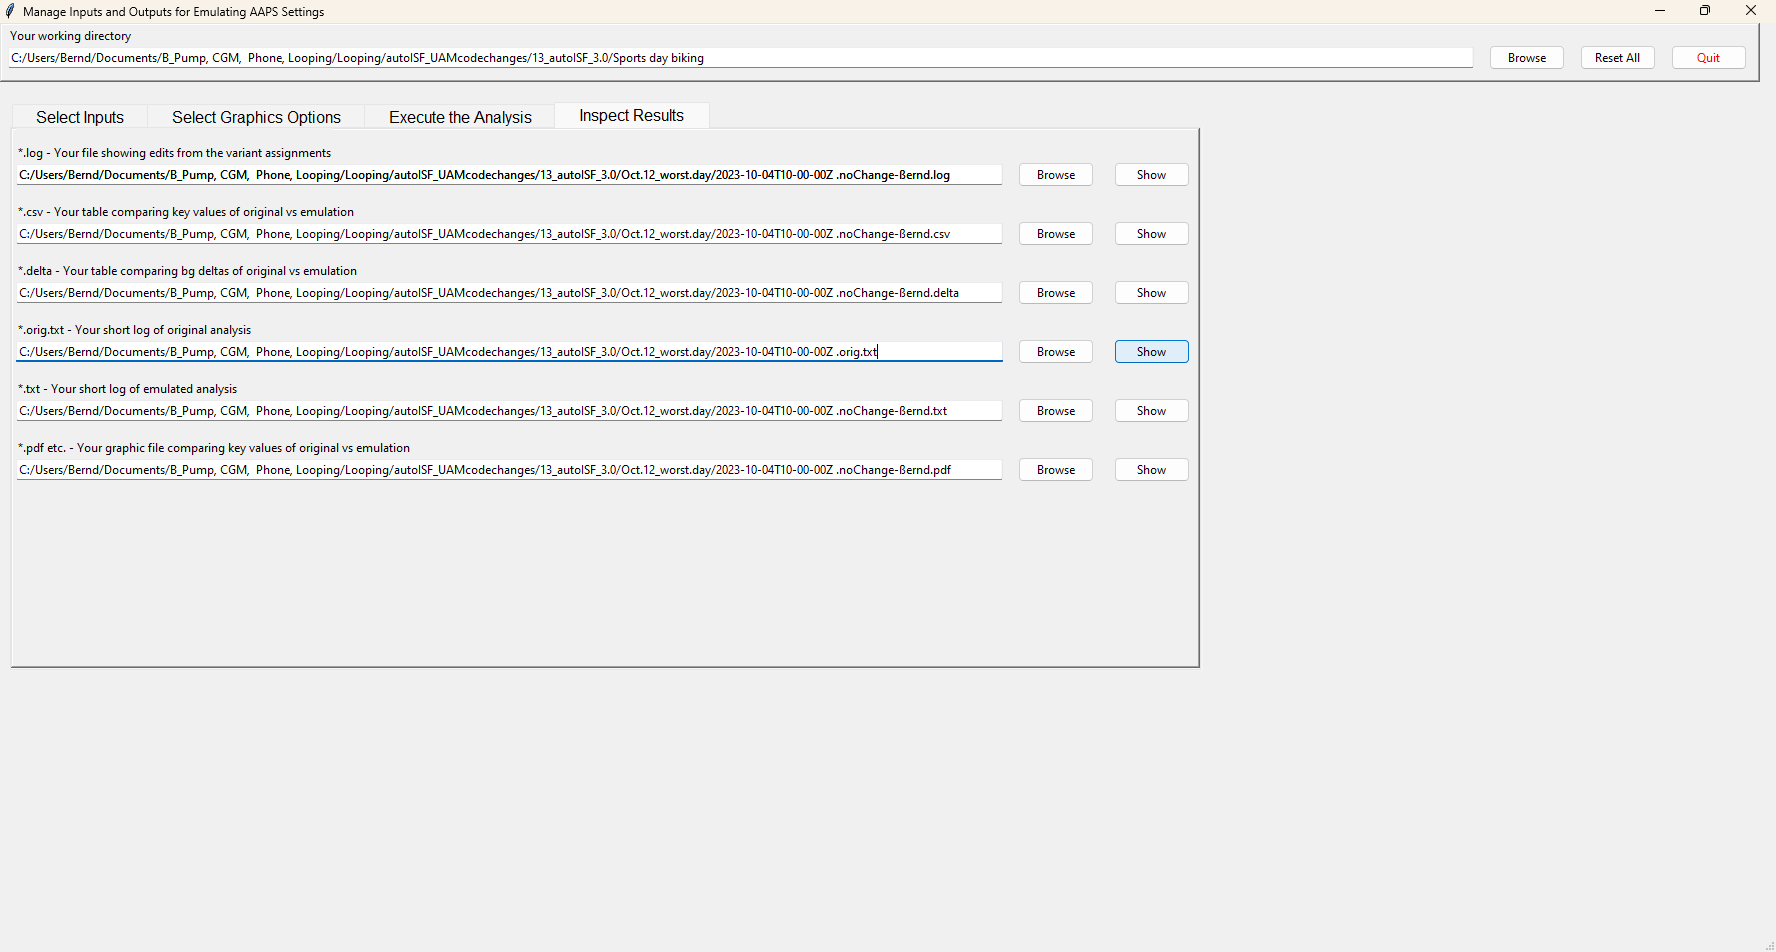 Manage Inputs and Outputs for Emulating AAPS Settings
Your working directory
C:/Users/Bernd/Documents/B_Pump, CGM,  Phone, Looping/Looping/autoISF_UAMcodechanges/13_autoISF_3.0/Sports day biking
Browse
Reset All
Quit
Select Inputs
Select Graphics Options
Execute the Analysis
Inspect Results
*.log - Your file showing edits from the variant assignments
C:/Users/Bernd/Documents/B_Pump, CGM,  Phone, Looping/Looping/autoISF_UAMcodechanges/13_autoISF_3.0/Oct.12_worst.day/2023-10-04T10-00-00Z .noChange-ßernd.log
Browse
Show
*.csv - Your table comparing key values of original vs emulation
C:/Users/Bernd/Documents/B_Pump, CGM,  Phone, Looping/Looping/autoISF_UAMcodechanges/13_autoISF_3.0/Oct.12_worst.day/2023-10-04T10-00-00Z .noChange-ßernd.csv
Browse
Show
*.delta - Your table comparing bg deltas of original vs emulation
C:/Users/Bernd/Documents/B_Pump, CGM,  Phone, Looping/Looping/autoISF_UAMcodechanges/13_autoISF_3.0/Oct.12_worst.day/2023-10-04T10-00-00Z .noChange-ßernd.delta
Browse
Show
*.orig.txt - Your short log of original analysis
C:/Users/Bernd/Documents/B_Pump, CGM,  Phone, Looping/Looping/autoISF_UAMcodechanges/13_autoISF_3.0/Oct.12_worst.day/2023-10-04T10-00-00Z .orig.txt
Browse
Show
*.txt - Your short log of emulated analysis
C:/Users/Bernd/Documents/B_Pump, CGM,  Phone, Looping/Looping/autoISF_UAMcodechanges/13_autoISF_3.0/Oct.12_worst.day/2023-10-04T10-00-00Z .noChange-ßernd.txt
Browse
Show
*.pdf etc. - Your graphic file comparing key values of original vs emulation
C:/Users/Bernd/Documents/B_Pump, CGM,  Phone, Looping/Looping/autoISF_UAMcodechanges/13_autoISF_3.0/Oct.12_worst.day/2023-10-04T10-00-00Z .noChange-ßernd.pdf
Browse
Show